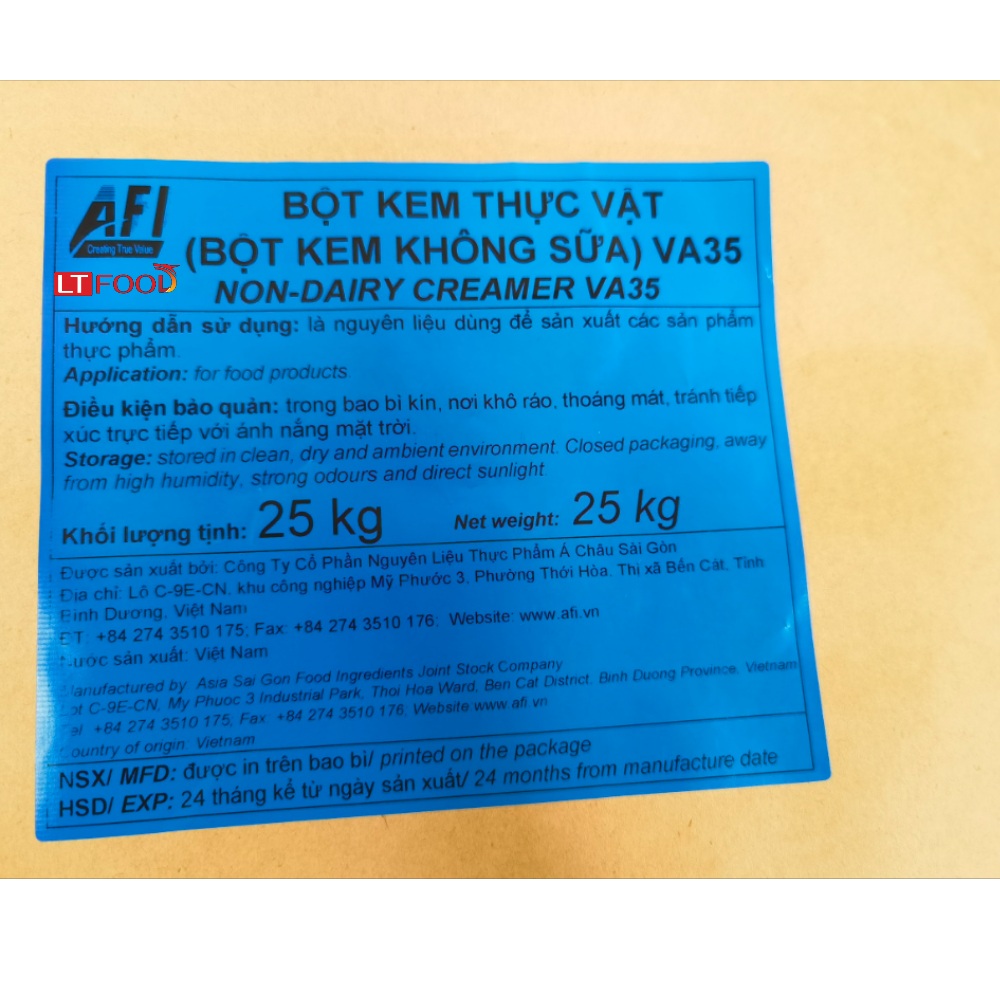 AFI
Creating True Value
LT FOOD
BỘT KEM THỰC VẬT
(BỘT KEM KHÔNG SỮA) VA35
NON-DAIRY CREAMER VA35
Hướng dẫn sử dụng: là nguyên liệu dùng để sản xuất các sản phẩm
thực phẩm.
Application: for food products
Điều kiện bảo quản: trong bao bì kín, nơi khô ráo, thoáng mát, tránh tiếp
xúc trực tiếp với ánh nắng mặt trời.
Storage: stored in clean, dry and ambient environment. Closed packaging, away
from high humidity, strong odours and direct sunlight
Khối lượng tịnh: 25 kg Net weight: 25 kg
Được sản xuất bởi: Công Ty Cổ Phần Nguyên Liệu Thực Phẩm Á Châu Sài Gòn
Địa chỉ: Lô C-9E-CN, khu công nghiệp Mỹ Phước 3, Phường Thới Hòa, Thị xã Bến Cát, Tỉnh
Bình Dương, Việt Nam
ĐT: +84 274 3510 175; Fax: +84 274 3510 176; Website: www.afi.vn
Nước sản xuất: Việt Nam
Manufactured by: Asia Sai Gon Food Ingredients Joint Stock Company
Lot C-9E-CN, My Phuoc 3 Industrial Park, Thoi Hoa Ward, Ben Cat District, Binh Duong Province, Vietnam
Tel: +84 274 3510 175; Fax: +84 274 3510 176; Website:www.afi.vn
Country of origin: Vietnam
NSX/ MFD: được in trên bao bì/ printed on the package
HSD/ EXP: 24 tháng kể từ ngày sản xuất/ 24 months from manufacture date